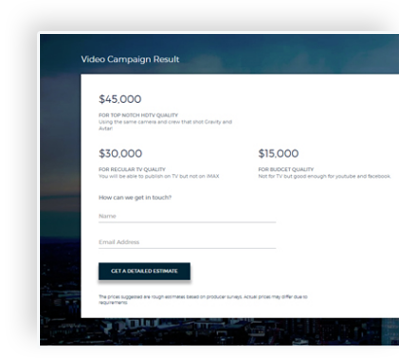 Video Campaign Result
$45,000
FOR TOP NOTCH HDTV QUALITY
Using the same camera and crew that shot Gravity and
Avtar!
$30,000
FOR REGULAR TV QUALITY
You will be able to publish on TV but not on IMAX
$15,000
FOR BUDGET QUALITY
Not for TV but good enough for youtube and facebook.
How can we get in touch?
Name
Email Address
GET A DETAILED ESTIMATE
The prices suggested are rough estimates based on producer surveys. Actual prices may differ due to
requirements.